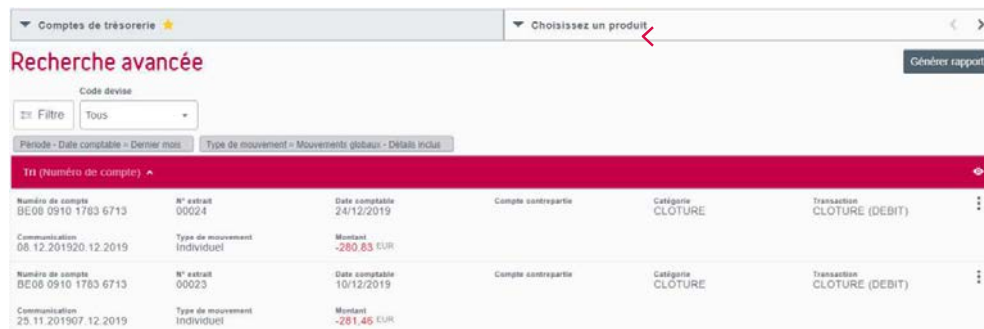 Comptes de trésorerie
Choisissez un produit
Recherche avancée
Générer rapport
Code devise
Filtre
Tous
Période - Date comptable = Dernier mois
Type de mouvement = Mouvements globaux - Détails inclus
Tri (Numéro de compte)
Numéro de compte N° extrait Date comptable Compte contrepartie Catégorie Transaction
BE08 0910 1783 6713 00024 24/12/2019 CLOTURE CLOTURE (DEBIT)
Communication Type de mouvement Montant
08.12.201920.12.2019 Individuel -280,83 EUR
Numéro de compte N° extrait Date comptable Compte contrepartie Catégorie Transaction
BE08 0910 1783 6713 00023 10/12/2019 CLOTURE CLOTURE (DEBIT)
Communication Type de mouvement Montant
25.11.201907.12.2019 Individuel -281,46 EUR